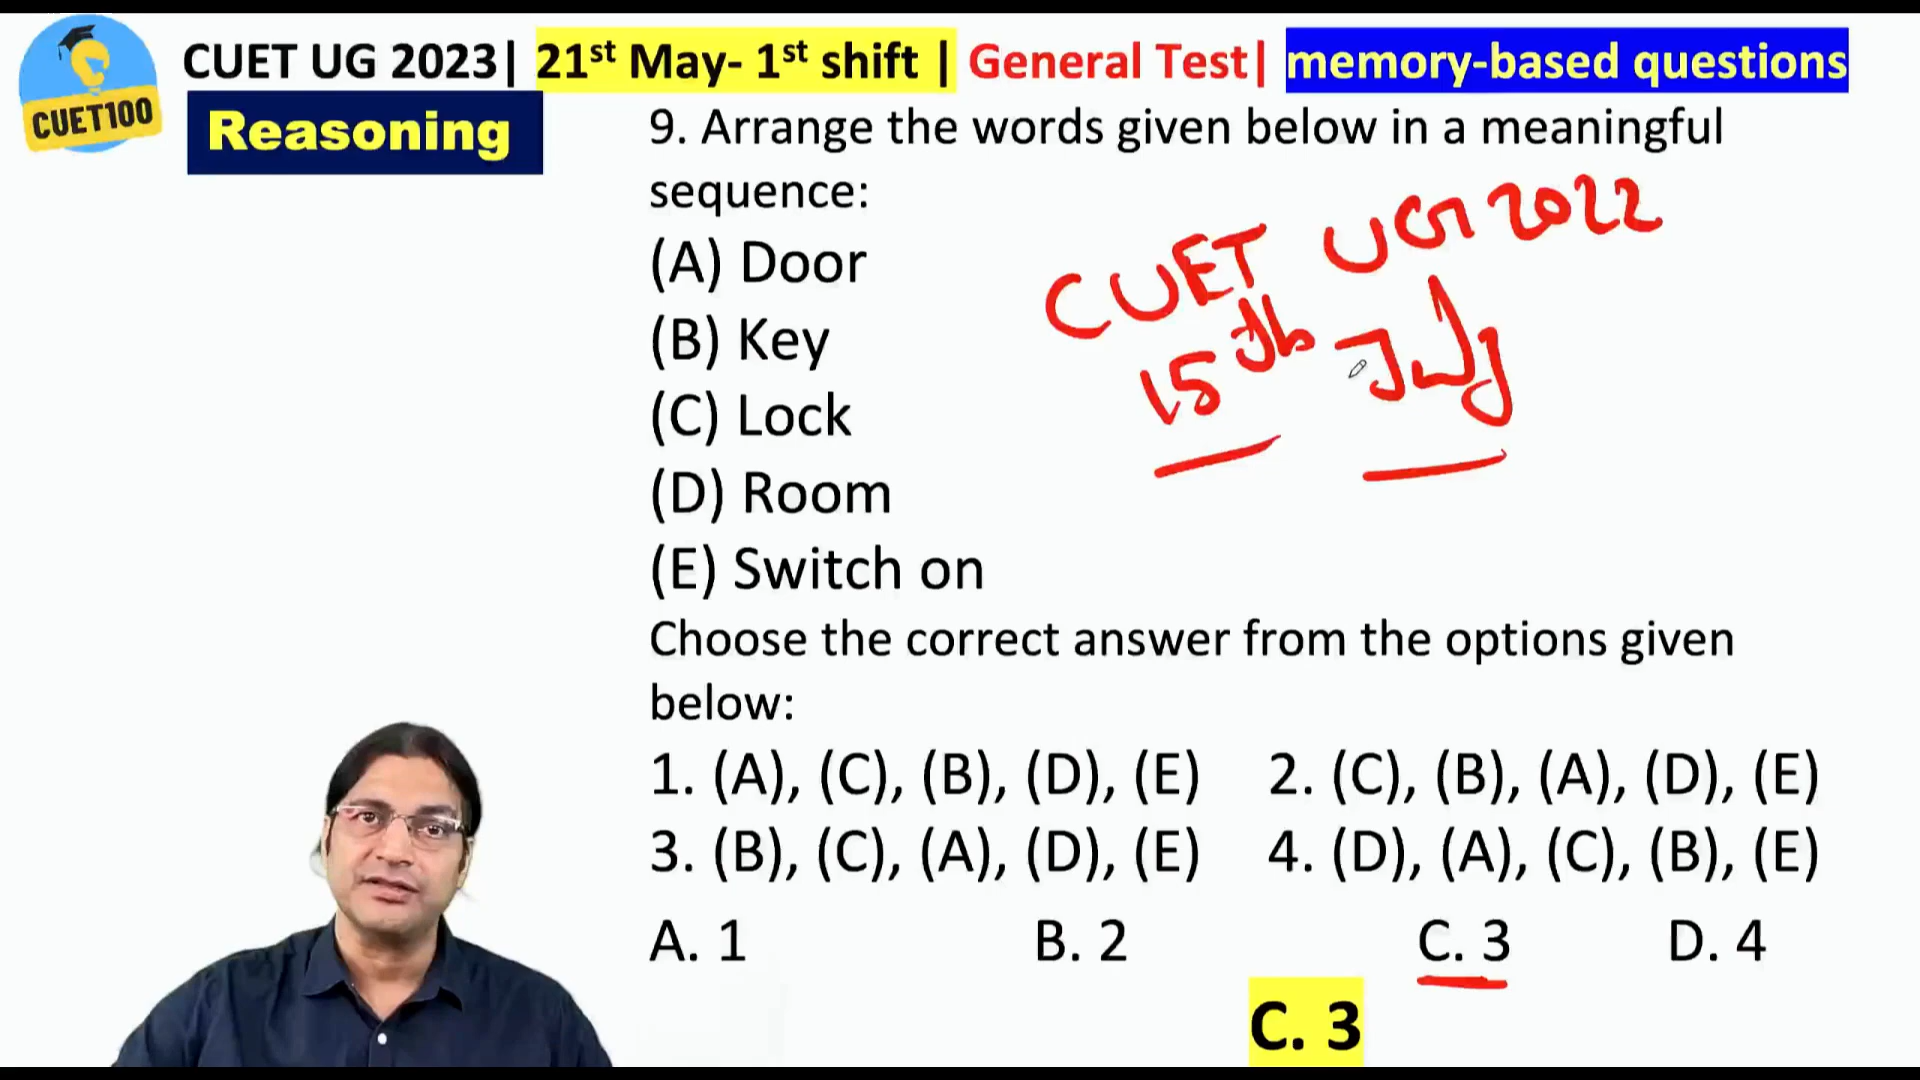 CUET UG 2023| 21st May- 1st shift | General Test| memory-based questions
CUET100
Reasoning
9. Arrange the words given below in a meaningful
sequence:
CUET UG 2022
15th July
(A) Door
(B) Key
(C) Lock
(D) Room
(E) Switch on
Choose the correct answer from the options given
below:
1. (A), (C), (B), (D), (E) 2. (C), (B), (A), (D), (E)
3. (B), (C), (A), (D), (E) 4. (D), (A), (C), (B), (E)
A. 1 B. 2 C. 3 D. 4
C. 3